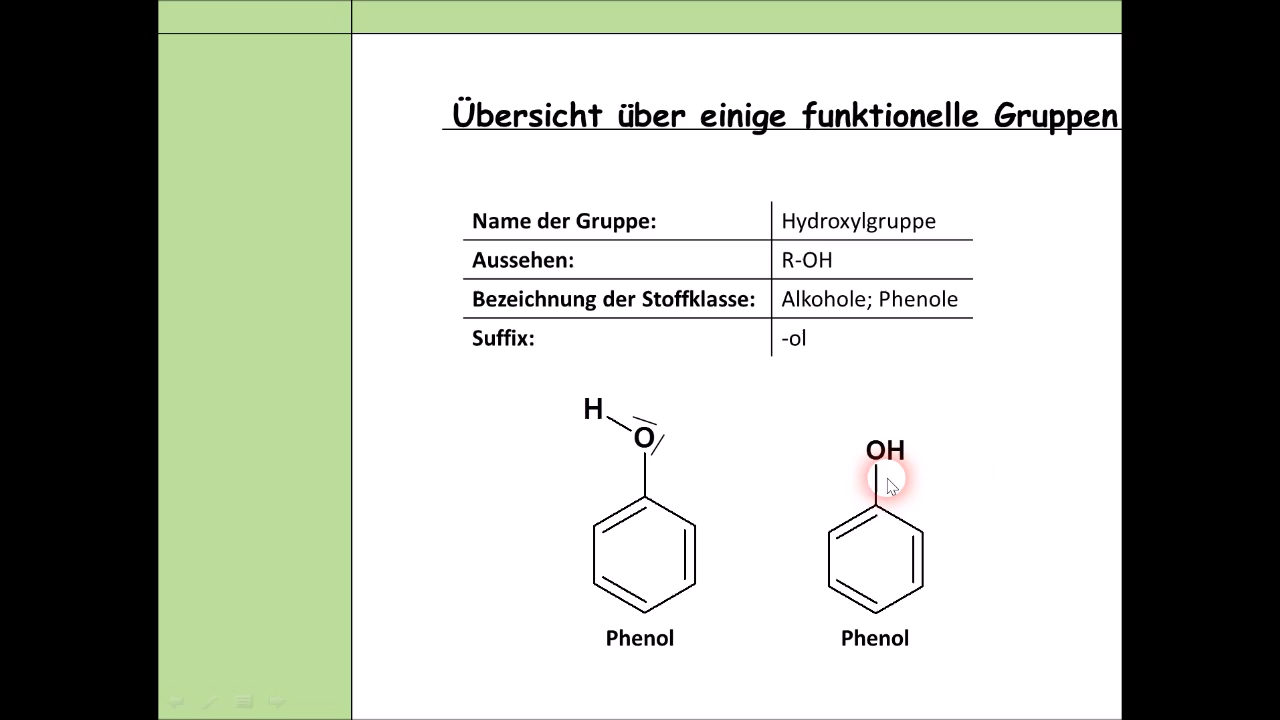 Übersicht über einige funktionelle Gruppen
Name der Gruppe: Hydroxylgruppe
Aussehen: R-OH
Bezeichnung der Stoffklasse: Alkohole; Phenole
Suffix: -ol
H
O
OH
Phenol
Phenol